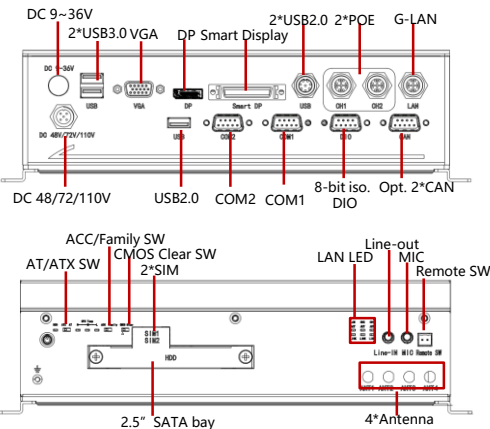 DC 9~36V
2*USB3.0 VGA
DP Smart Display
2*USB2.0 2*POE
G-LAN
DC 9~36V
USB
VGA
DP
Smart DP
USB
CH1
CH2
LAN
DC 48V/72V/110V
USB
COM2
COM1
DIO
CAN
DC 48/72/110V
USB2.0
COM2
COM1
8-bit iso.
DIO
Opt. 2*CAN
ACC/Family SW
CMOS Clear SW
AT/ATX SW
2*SIM
Line-out
LAN LED
MIC
Remote SW
SIM1
SIM2
HDD
Line-IN MIC Remote SW
ANT1 ANT2 ANT3 ANT4
2.5" SATA bay
4*Antenna